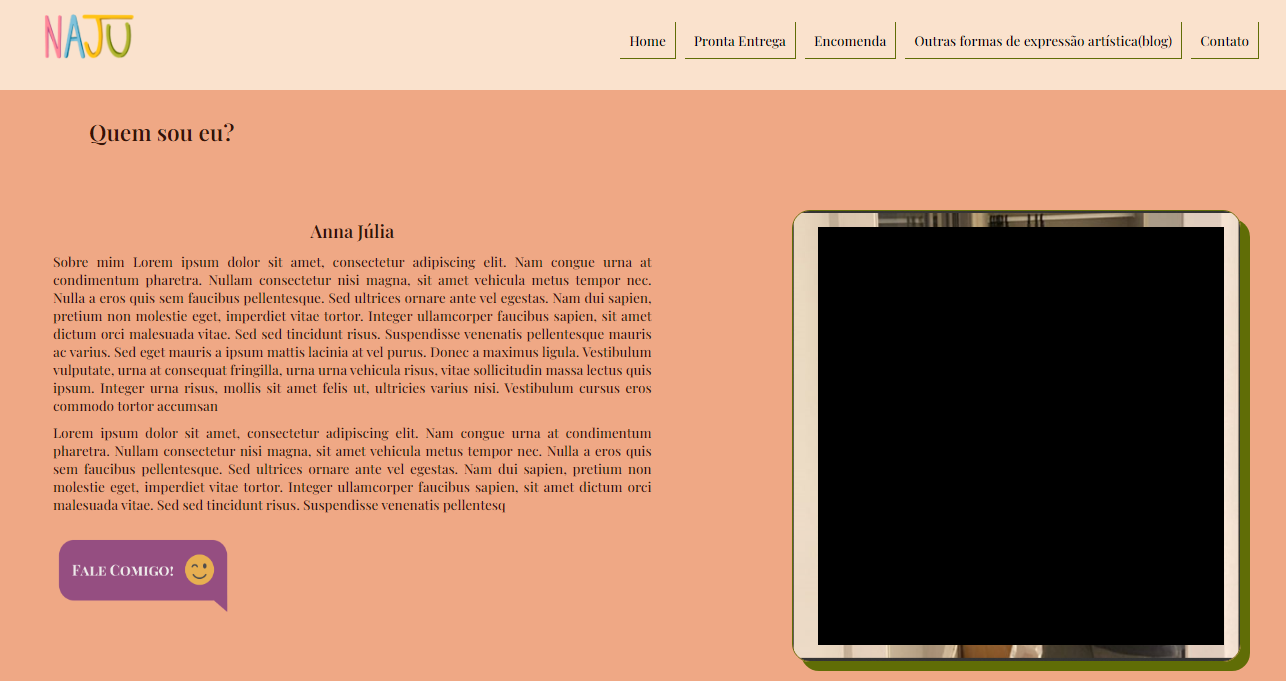 NAJU
Home Pronta Entrega Encomenda Outras formas de expressão artística(blog) Contato
Quem sou eu?
Anna Júlia
Sobre mim Lorem ipsum dolor sit amet, consectetur adipiscing elit. Nam congue urna at
condimentum pharetra. Nullam consectetur nisi magna, sit amet vehicula metus tempor nec.
Nulla a eros quis sem faucibus pellentesque. Sed ultrices ornare ante vel egestas. Nam dui sapien,
pretium non molestie eget, imperdiet vitae tortor. Integer ullamcorper faucibus sapien, sit amet
dictum orci malesuada vitae. Sed sed tincidunt risus. Suspendisse venenatis pellentesque mauris
ac varius. Sed eget mauris a ipsum mattis lacinia at vel purus. Donec a maximus ligula. Vestibulum
vulputate, urna at consequat fringilla, urna urna vehicula risus, vitae sollicitudin massa lectus quis
ipsum. Integer urna risus, mollis sit amet felis ut, ultricies varius nisi. Vestibulum cursus eros
commodo tortor accumsan
Lorem ipsum dolor sit amet, consectetur adipiscing elit. Nam congue urna at condimentum
pharetra. Nullam consectetur nisi magna, sit amet vehicula metus tempor nec. Nulla a eros quis
sem faucibus pellentesque. Sed ultrices ornare ante vel egestas. Nam dui sapien, pretium non
molestie eget, imperdiet vitae tortor. Integer ullamcorper faucibus sapien, sit amet dictum orci
malesuada vitae. Sed sed tincidunt risus. Suspendisse venenatis pellentesq
Fale Comigo!